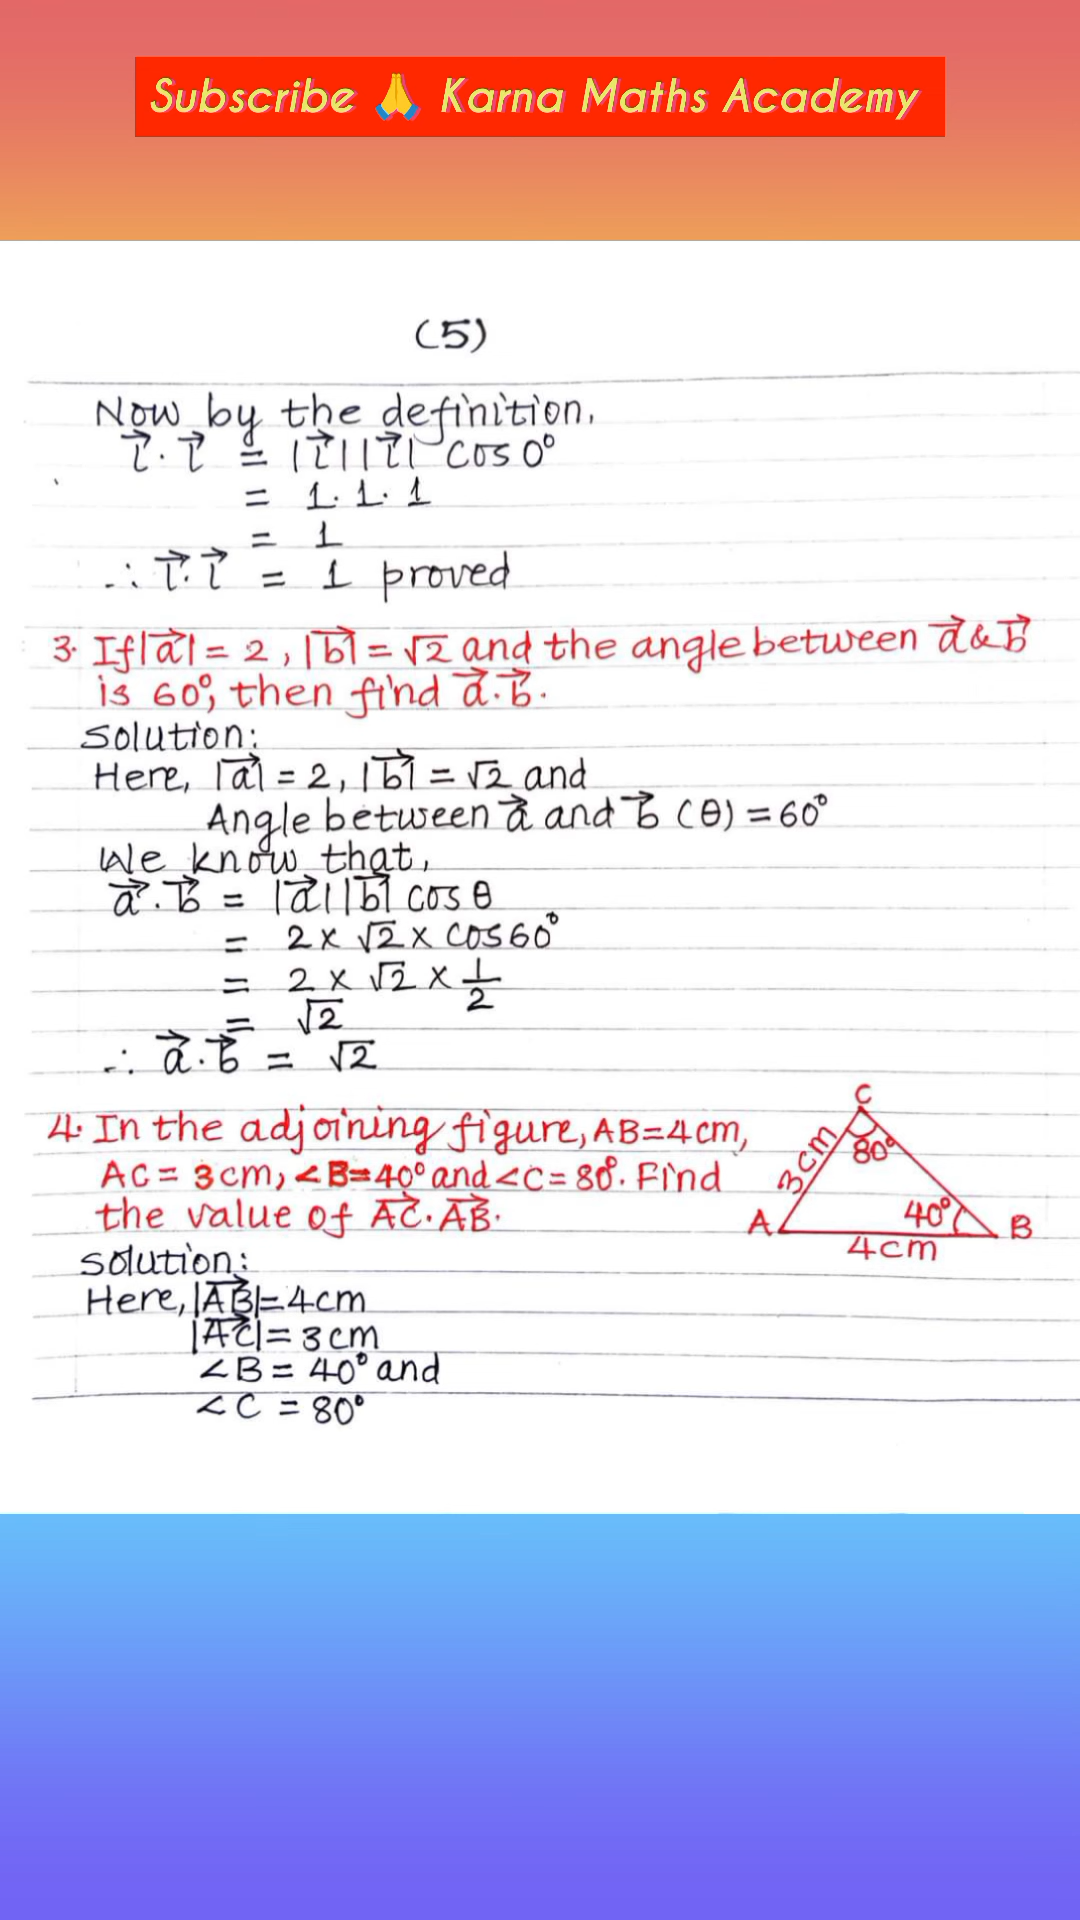 Subscribe 🙏 Karna Maths Academy
(5)
Now by the definition,
i⃗ . i⃗ = |i⃗||i⃗| cos 0°
= 1. 1. 1
= 1
∴ i⃗ . i⃗ = 1 proved
3. If |a⃗| = 2, |b⃗| = √2 and the angle between a⃗ & b⃗
is 60°, then find a⃗ . b⃗.
Solution:
Here, |a⃗| = 2, |b⃗| = √2 and
Angle between a⃗ and b⃗ (θ) = 60°
We know that,
a⃗ . b⃗ = |a⃗||b⃗| cos θ
= 2 × √2 × cos 60°
= 2 × √2 × 1/2
= √2
∴ a⃗ . b⃗ = √2
4. In the adjoining figure, AB=4cm,
AC = 3cm, ∠B=40° and ∠C=80°. Find
the value of A⃗C⃗ . A⃗B⃗.
C
80°
3cm
A
40°
B
4cm
Solution:
Here, |A⃗B⃗|=4cm
|A⃗C⃗|= 3cm
∠B = 40° and
∠C = 80°